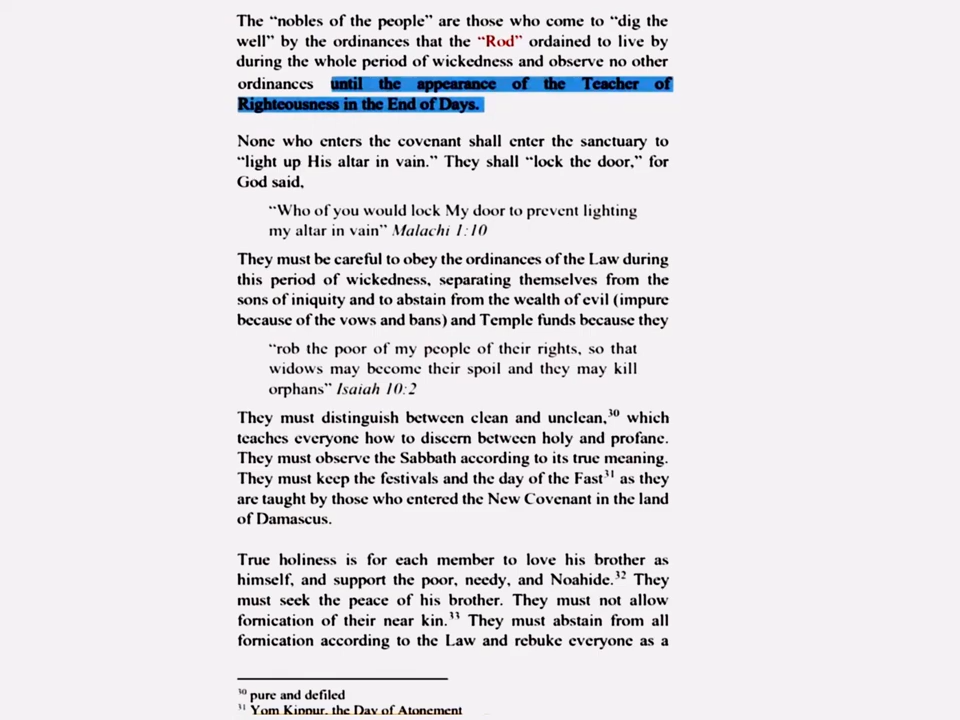 The “nobles of the people” are those who come to “dig the
well” by the ordinances that the “Rod” ordained to live by
during the whole period of wickedness and observe no other
ordinances until the appearance of the Teacher of
Righteousness in the End of Days.
None who enters the covenant shall enter the sanctuary to
“light up His altar in vain.” They shall “lock the door,” for
God said,
“Who of you would lock My door to prevent lighting
my altar in vain” Malachi 1:10
They must be careful to obey the ordinances of the Law during
this period of wickedness, separating themselves from the
sons of iniquity and to abstain from the wealth of evil (impure
because of the vows and bans) and Temple funds because they
“rob the poor of my people of their rights, so that
widows may become their spoil and they may kill
orphans” Isaiah 10:2
They must distinguish between clean and unclean,30 which
teaches everyone how to discern between holy and profane.
They must observe the Sabbath according to its true meaning.
They must keep the festivals and the day of the Fast31 as they
are taught by those who entered the New Covenant in the land
of Damascus.
True holiness is for each member to love his brother as
himself, and support the poor, needy, and Noahide.32 They
must seek the peace of his brother. They must not allow
fornication of their near kin.33 They must abstain from all
fornication according to the Law and rebuke everyone as a
30 pure and defiled
31 Yom Kippur, the Day of Atonement